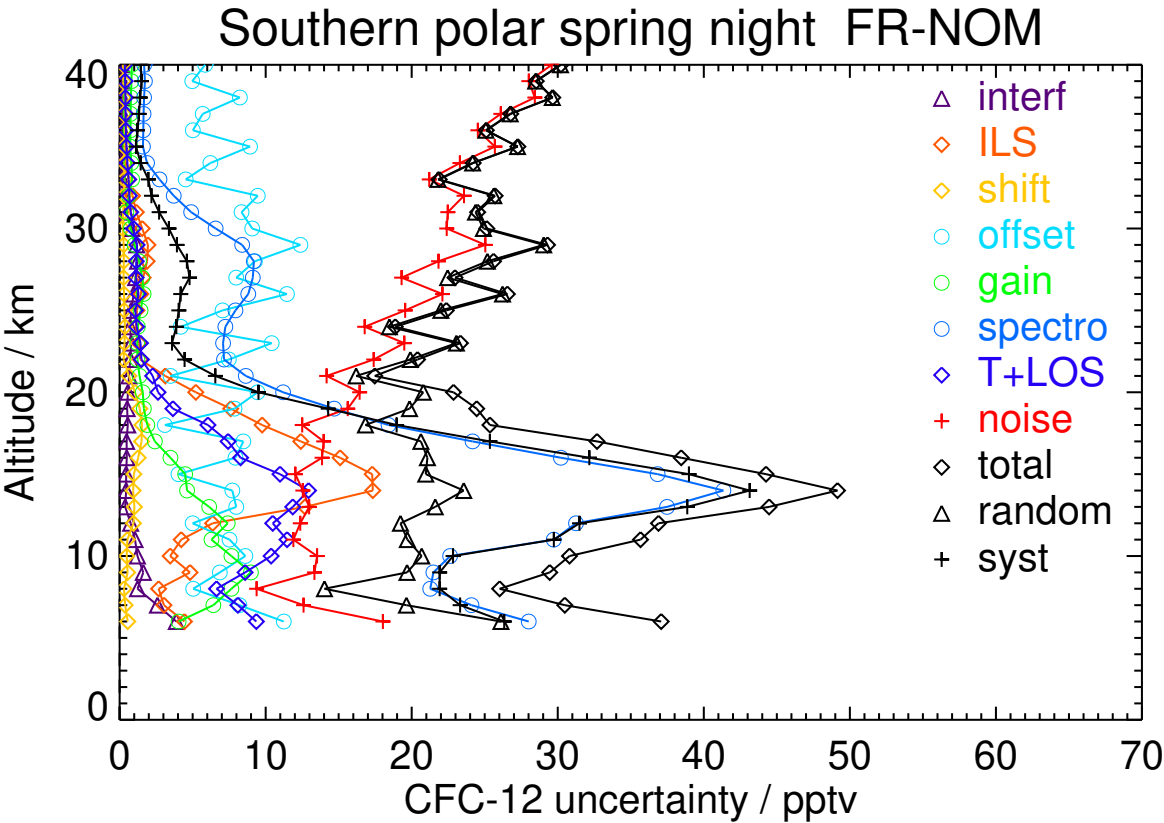 Southern polar spring night FR-NOM
40
30
20
10
0
Altitude / km
interf
ILS
shift
offset
gain
spectro
T+LOS
noise
total
random
syst
0 10 20 30 40 50 60 70
CFC-12 uncertainty / pptv